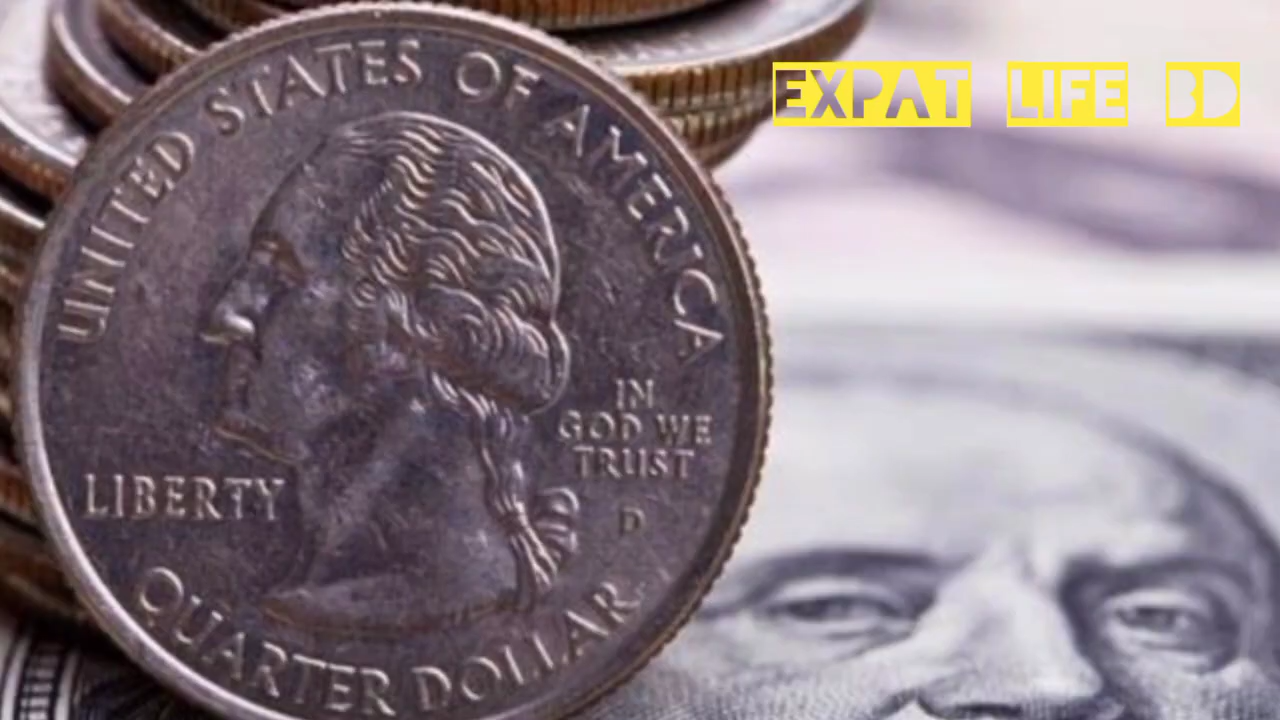 EXPAT LIFE BD
UNITED STATES OF AMERICA
IN
GOD WE
TRUST
LIBERTY
D
QUARTER DOLLAR